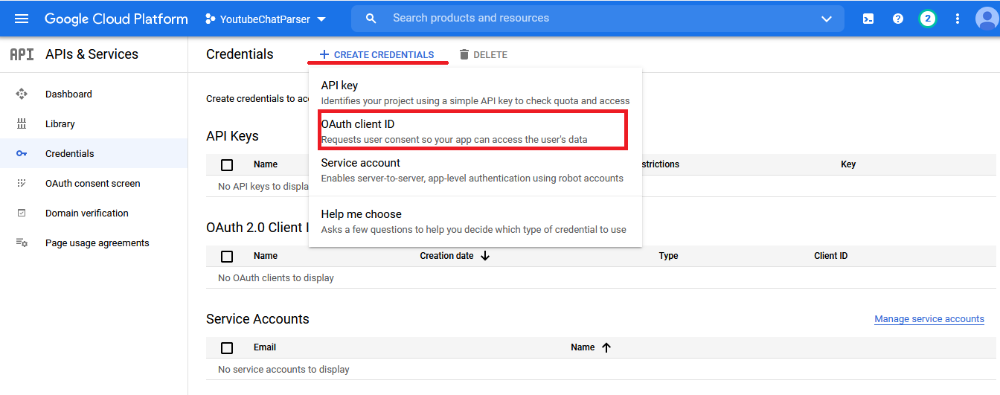 Google Cloud Platform YoutubeChatParser Search products and resources 2
API APIs & Services Credentials CREATE CREDENTIALS DELETE
Dashboard
Library
Credentials
OAuth consent screen
Domain verification
Page usage agreements
Create credentials to acc
API key
Identifies your project using a simple API key to check quota and access
OAuth client ID
Requests user consent so your app can access the user's data
Service account
Enables server-to-server, app-level authentication using robot accounts
Help me choose
Asks a few questions to help you decide which type of credential to use
API Keys
Name strictions Key
No API keys to displa
OAuth 2.0 Client I
Name Creation date Type Client ID
No OAuth clients to display
Service Accounts Manage service accounts
Email Name
No service accounts to display